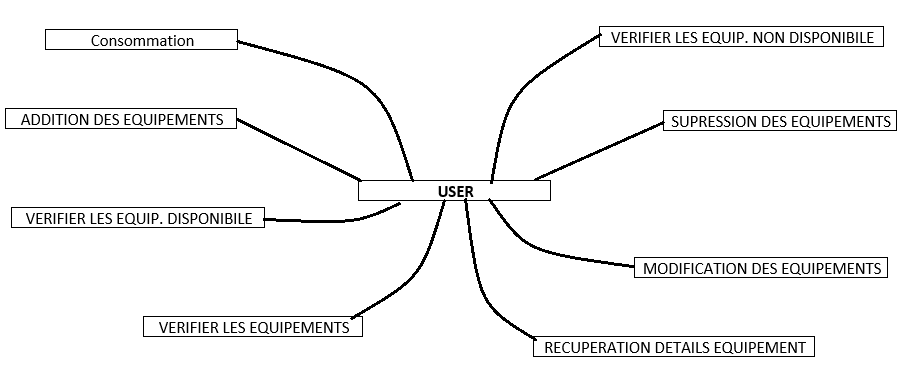 Consommation
VERIFIER LES EQUIP. NON DISPONIBILE
ADDITION DES EQUIPEMENTS
SUPRESSION DES EQUIPEMENTS
USER
VERIFIER LES EQUIP. DISPONIBILE
MODIFICATION DES EQUIPEMENTS
VERIFIER LES EQUIPEMENTS
RECUPERATION DETAILS EQUIPEMENT